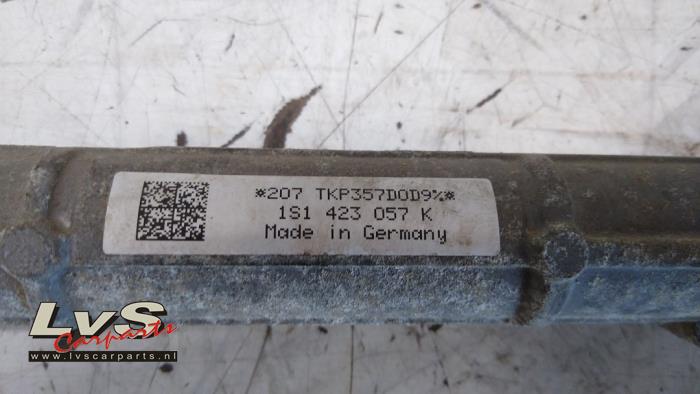 *207 TKP357D0D9%*
1S1 423 057 K
Made in Germany
LvS
Carparts
www.lvscarparts.nl